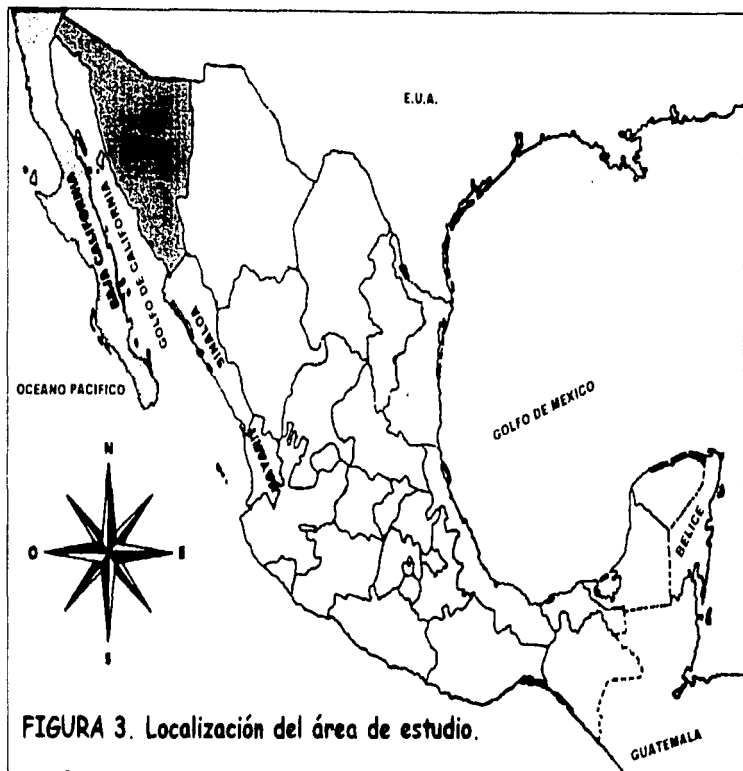 E.U.A.
BAJA CALIFORNIA
GOLFO DE CALIFORNIA
SINALOA
OCEANO PACIFICO
GOLFO DE MEXICO
NAYARIT
BELICE
N
O
E
S
FIGURA 3. Localización del área de estudio.
GUATEMALA